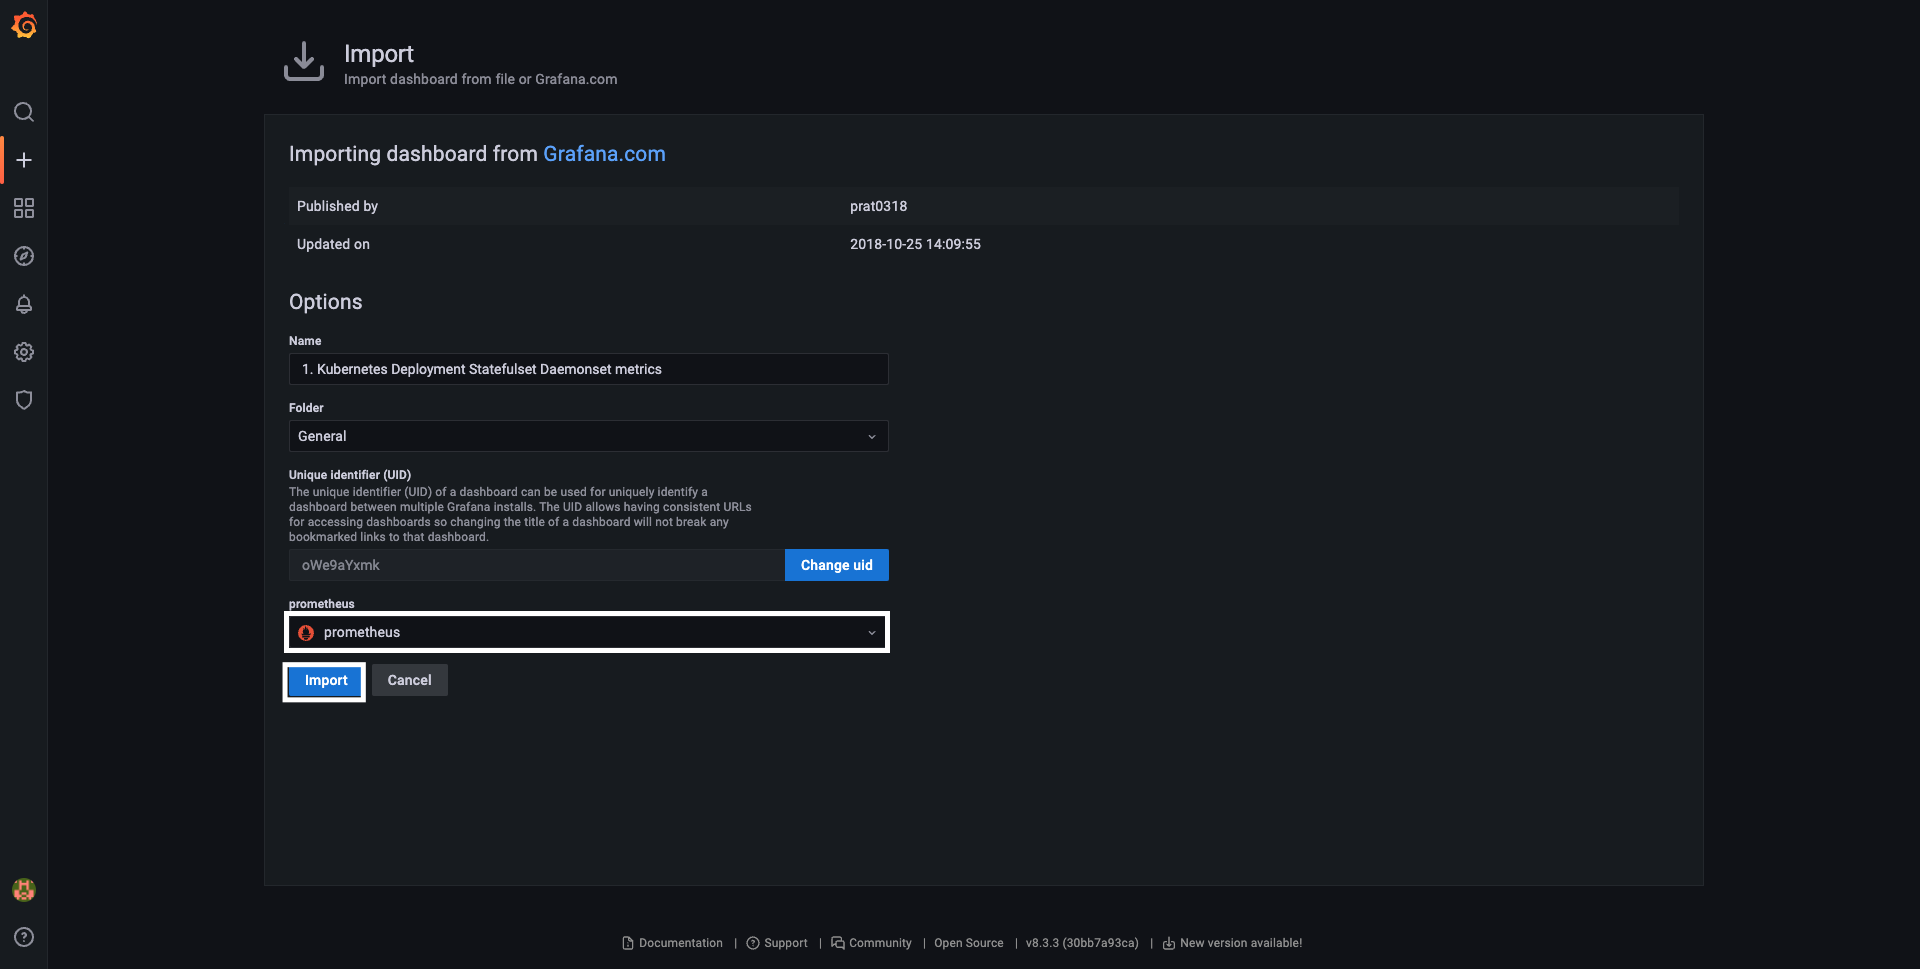 Import
Import dashboard from file or Grafana.com
Importing dashboard from Grafana.com
Published by prat0318
Updated on 2018-10-25 14:09:55
Options
Name
1. Kubernetes Deployment Statefulset Daemonset metrics
Folder
General
Unique identifier (UID)
The unique identifier (UID) of a dashboard can be used for uniquely identify a
dashboard between multiple Grafana installs. The UID allows having consistent URLs
for accessing dashboards so changing the title of a dashboard will not break any
bookmarked links to that dashboard.
oWe9aYxmk Change uid
prometheus
prometheus
Import Cancel
Documentation | Support | Community | Open Source | v8.3.3 (30bb7a93ca) | New version available!